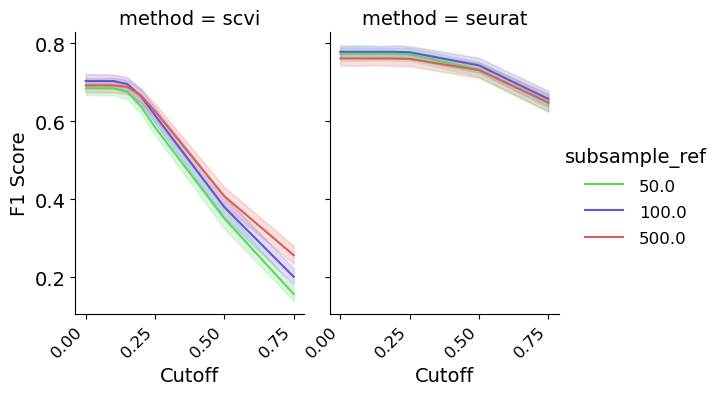 method = scvi
method = seurat
F1 Score
0.8
0.6
0.4
0.2
0.00
0.25
0.50
0.75
0.00
0.25
0.50
0.75
Cutoff
Cutoff
subsample_ref
50.0
100.0
500.0